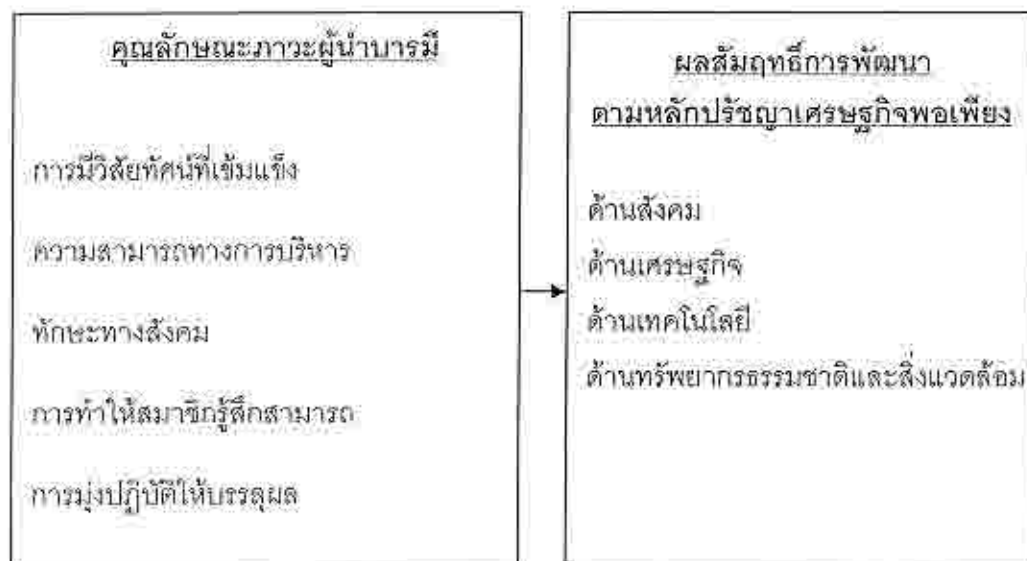 คุณลักษณะภาวะผู้นำบารมี
การมีวิสัยทัศน์ที่เข้มแข็ง
ความสามารถทางการบริหาร
ทักษะทางสังคม
การทำให้สมาชิกรู้สึกสามารถ
การมุ่งปฏิบัติให้บรรลุผล
ผลสัมฤทธิ์การพัฒนา
ตามหลักปรัชญาเศรษฐกิจพอเพียง
ด้านสังคม
ด้านเศรษฐกิจ
ด้านเทคโนโลยี
ด้านทรัพยากรธรรมชาติและสิ่งแวดล้อม